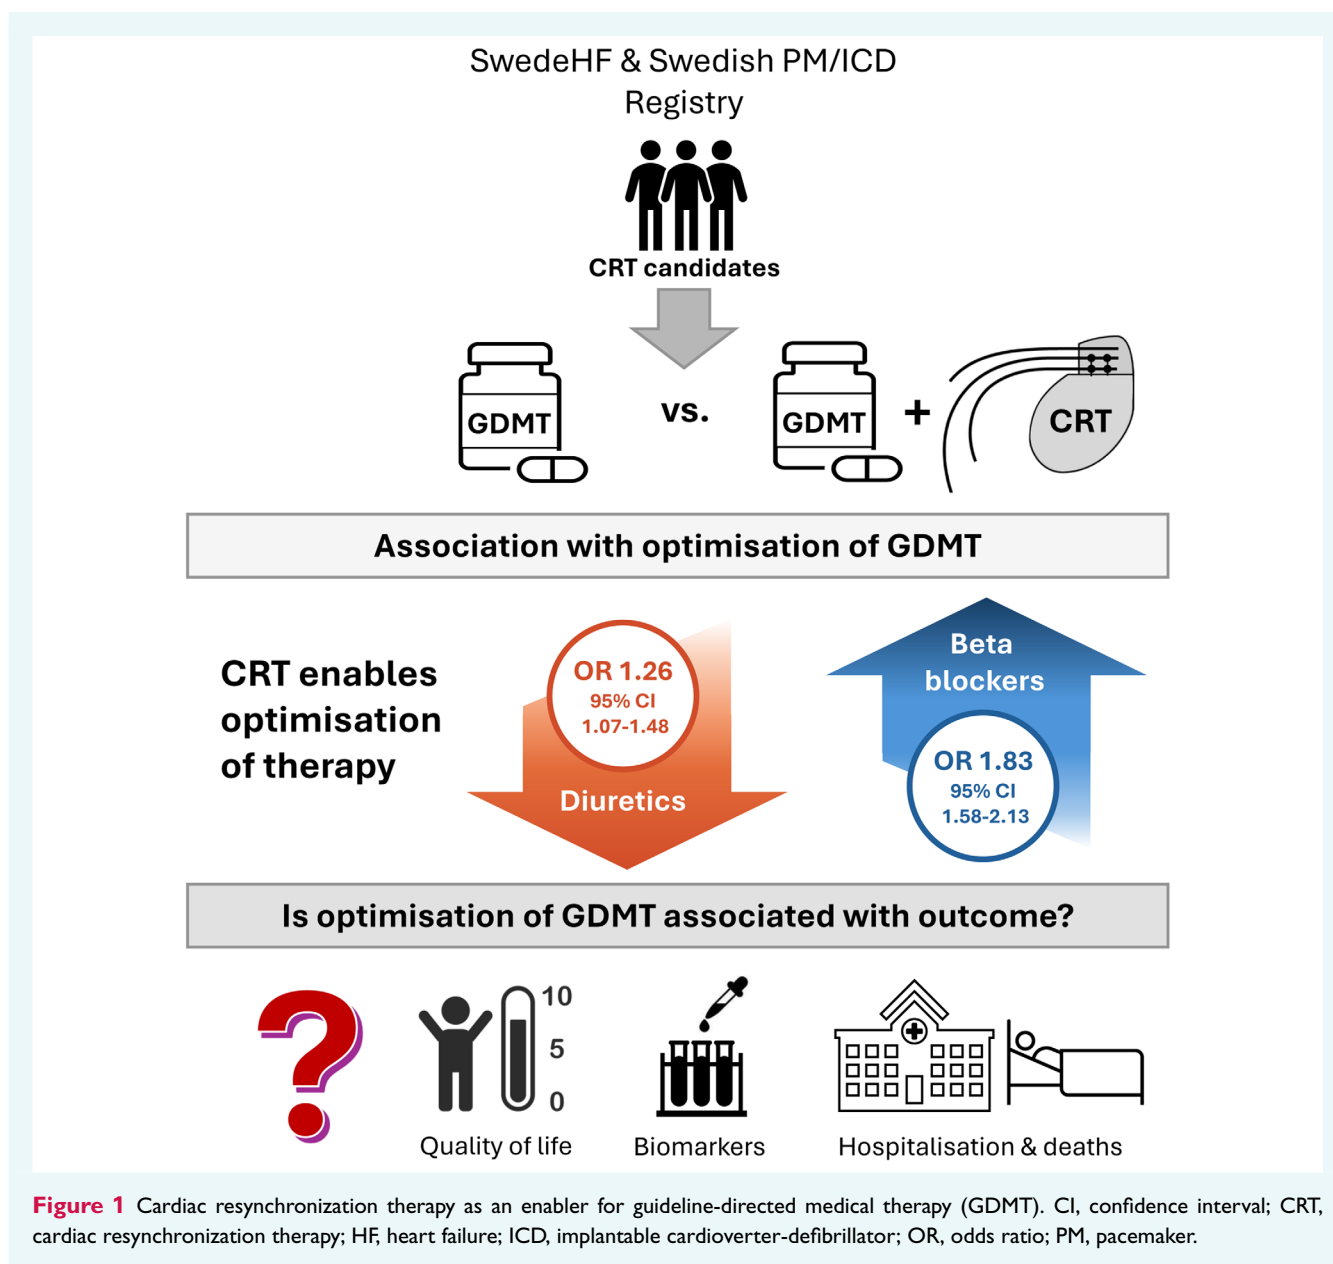 SwedeHF & Swedish PM/ICD
Registry
CRT candidates
GDMT
vs.
GDMT
+
CRT
Association with optimisation of GDMT
CRT enables
optimisation
of therapy
OR 1.26
95% CI
1.07-1.48
Diuretics
Beta
blockers
OR 1.83
95% CI
1.58-2.13
Is optimisation of GDMT associated with outcome?
?
10
5
0
Quality of life
Biomarkers
Hospitalisation & deaths
Figure 1 Cardiac resynchronization therapy as an enabler for guideline-directed medical therapy (GDMT). CI, confidence interval; CRT,
cardiac resynchronization therapy; HF, heart failure; ICD, implantable cardioverter-defibrillator; OR, odds ratio; PM, pacemaker.